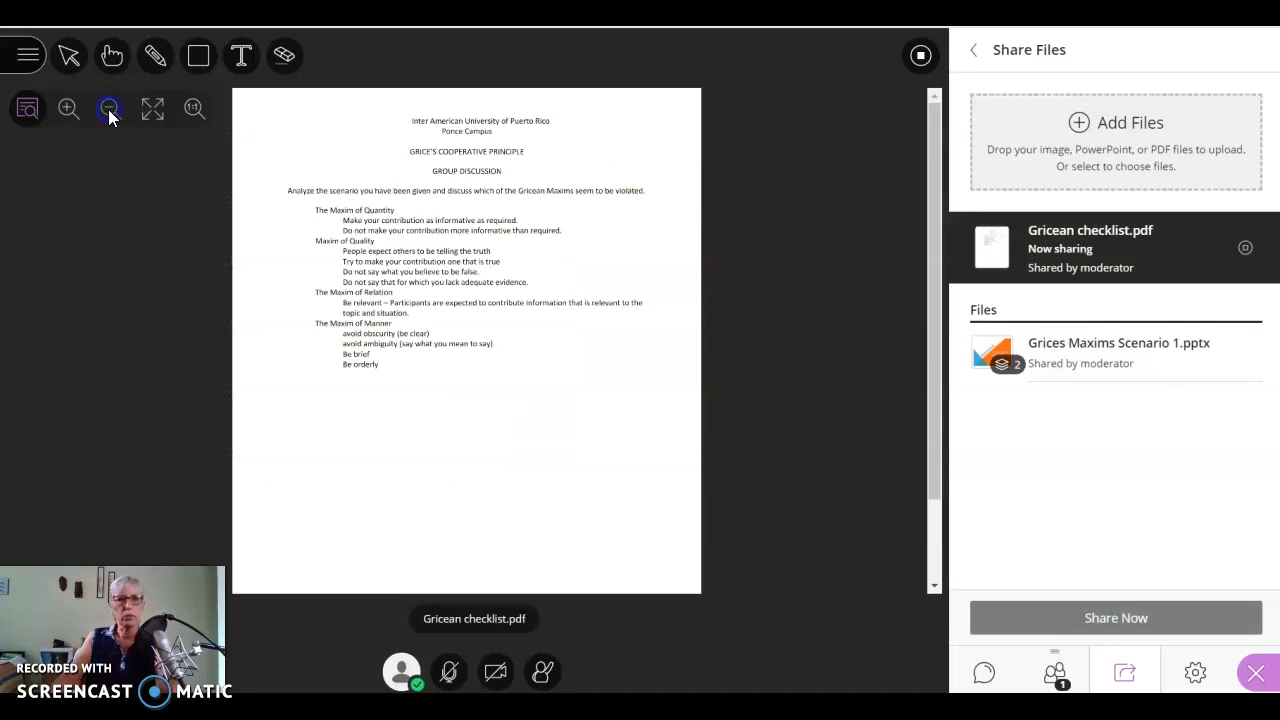 Share Files
Add Files
Drop your image, PowerPoint, or PDF files to upload.
Or select to choose files.
Gricean checklist.pdf
Now sharing
Shared by moderator
Files
Grices Maxims Scenario 1.pptx
2
Shared by moderator
Share Now
1
T
1:1
Inter American University of Puerto Rico
Ponce Campus
GRICE'S COOPERATIVE PRINCIPLE
GROUP DISCUSSION
Analyze the scenario you have been given and discuss which of the Gricean Maxims seem to be violated.
The Maxim of Quantity
Make your contribution as informative as required.
Do not make your contribution more informative than required.
Maxim of Quality
People expect others to be telling the truth
Try to make your contribution one that is true
Do not say what you believe to be false.
Do not say that for which you lack adequate evidence.
The Maxim of Relation
Be relevant – Participants are expected to contribute information that is relevant to the
topic and situation.
The Maxim of Manner
avoid obscurity (be clear)
avoid ambiguity (say what you mean to say)
Be brief
Be orderly
Gricean checklist.pdf
RECORDED WITH
SCREENCAST MATIC